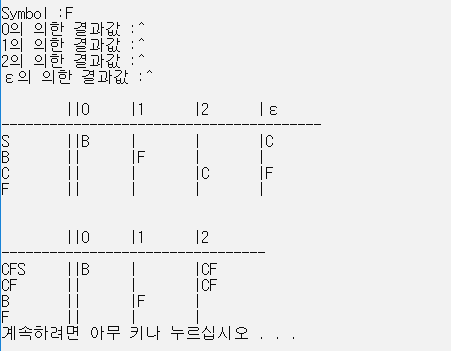 Symbol :F
0의 의한 결과값 :^
1의 의한 결과값 :^
2의 의한 결과값 :^
ε의 의한 결과값 :^
||0 |1 |2 |ε
----------------------------------------
S ||B | | |C
B || |F | |
C || | |C |F
F || | | |
||0 |1 |2
---------------------------------
CFS ||B | |CF
CF || | |CF
B || |F |
F || | |
계속하려면 아무 키나 누르십시오 . . .